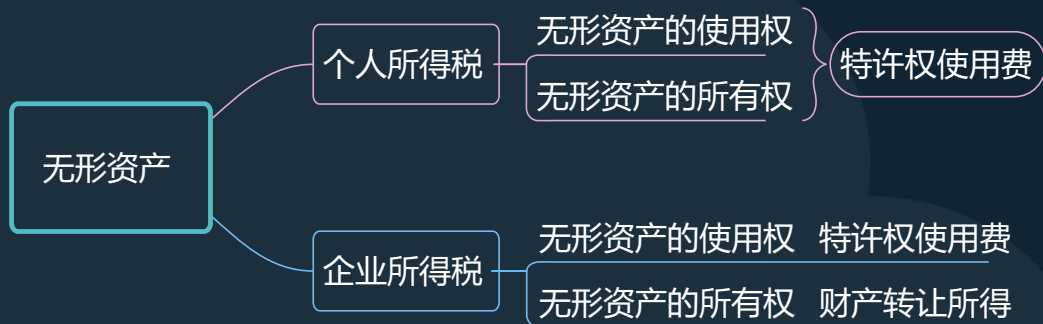 无形资产
个人所得税
无形资产的使用权
无形资产的所有权
特许权使用费
企业所得税
无形资产的使用权 特许权使用费
无形资产的所有权 财产转让所得